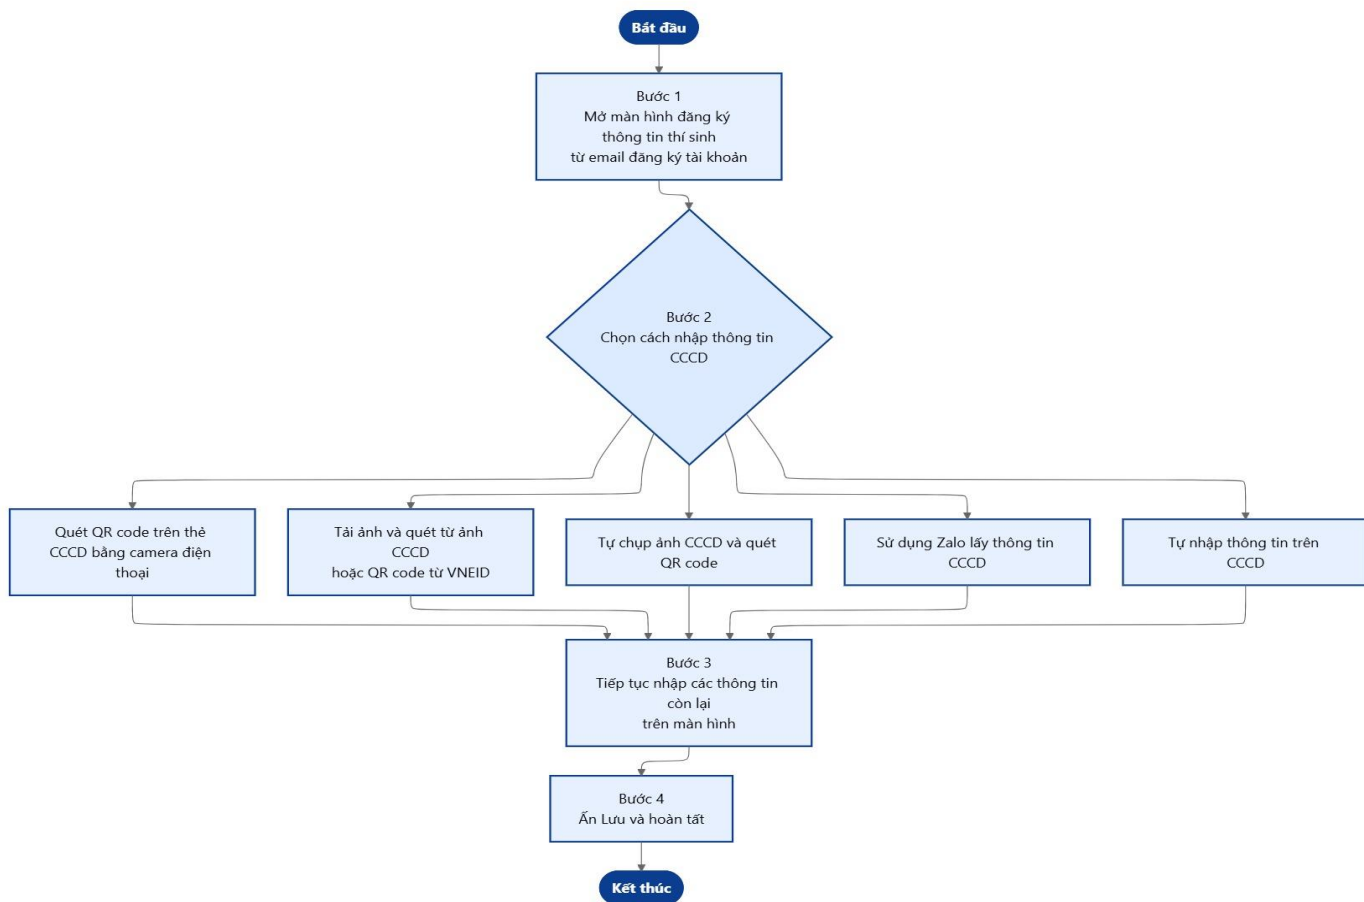 Bắt đầu
Bước 1
Mở màn hình đăng ký
thông tin thí sinh
từ email đăng ký tài khoản
Bước 2
Chọn cách nhập thông tin
CCCD
Quét QR code trên thẻ
CCCD bằng camera điện
thoại
Tải ảnh và quét từ ảnh
CCCD
hoặc QR code từ VNEID
Tự chụp ảnh CCCD và quét
QR code
Sử dụng Zalo lấy thông tin
CCCD
Tự nhập thông tin trên
CCCD
Bước 3
Tiếp tục nhập các thông tin
còn lại
trên màn hình
Bước 4
Ấn Lưu và hoàn tất
Kết thúc